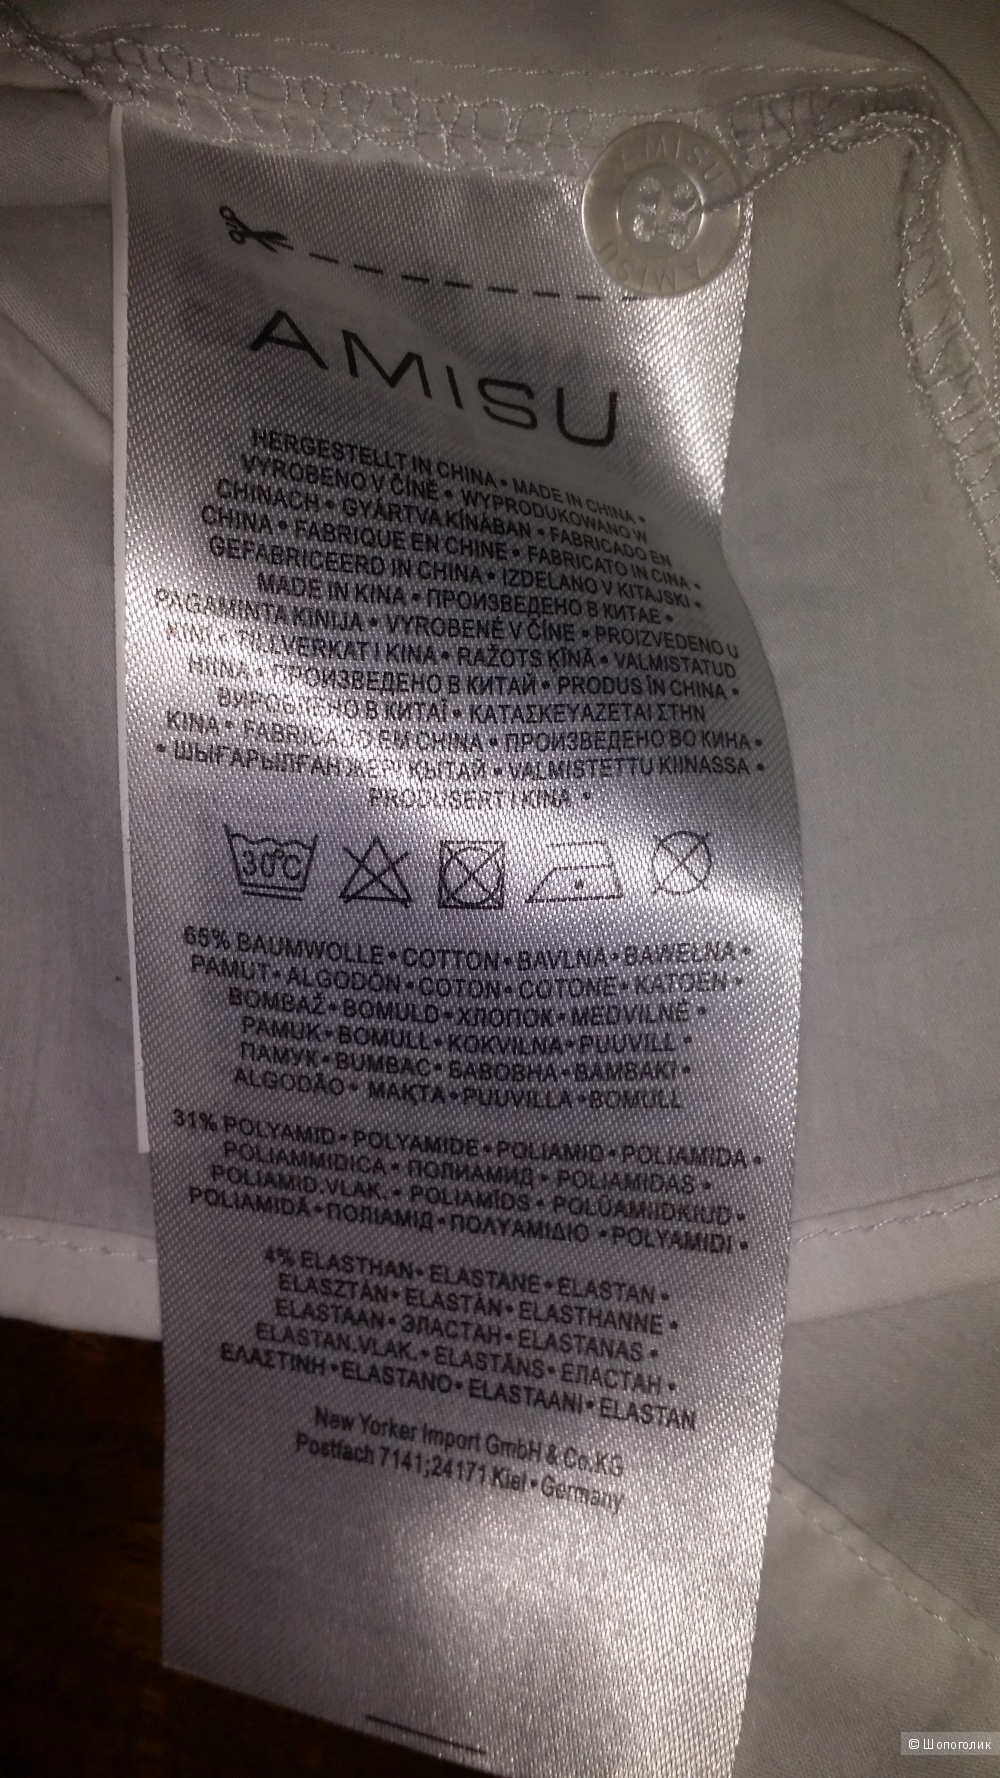 AMISU
AMISU
AMISU
HERGESTELLT IN CHINA • MADE IN CHINA •
VYROBENO V ČÍNĚ • WYPRODUKOWANO W
CHINACH • GYÁRTVA KÍNÁBAN • FABRICADO EN
CHINA • FABRIQUE EN CHINE • FABRICATO IN CINA •
GEFABRICEERD IN CHINA • IZDELANO V KITAJSKI •
MADE IN KINA • ПРОИЗВЕДЕНО В КИТАЕ •
PAGAMINTA KINIJA • VYROBENÉ V ČÍNE • PROIZVEDENO U
KINI • TILLVERKAT I KINA • RAŽOTS ĶĪNĀ • VALMISTATUD
HIINA • ПРОИЗВЕДЕНО В КИТАЙ • PRODUS ÎN CHINA •
ВИРОБЛЕНО В КИТАЇ • ΚΑΤΑΣΚΕΥΑΖΕΤΑΙ ΣΤΗΝ
ΚΙΝΑ • FABRICADO EM CHINA • ПРОИЗВЕДЕНО ВО КИНА •
• ШЫҒАРЫЛҒАН ЖЕРІ ҚЫТАЙ • VALMISTETTU KIINASSA •
PRODUSERT I KINA •
30°C
65% BAUMWOLLE • COTTON • BAVLNA • BAWEŁNA •
PAMUT • ALGODÓN • COTON • COTONE • KATOEN •
BOMBAŽ • BOMULD • ХЛОПОК • MEDVILNĖ •
PAMUK • BOMULL • KOKVILNA • PUUVILL •
ПАМУК • BUMBAC • БАВОВНА • ΒΑΜΒΑΚΙ •
ALGODÃO • МАҚТА • PUUVILLA • BOMULL
31% POLYAMID • POLYAMIDE • POLIAMID • POLIAMIDA •
POLIAMMIDICA • ПОЛИАМИД • POLIAMIDAS •
POLIAMID.VLAK. • POLIAMĪDS • POLÜAMIIDKIUD •
POLIAMIDĂ • ПОЛІАМІД • ΠΟΛΥΑΜΙΔΙΟ • POLYAMIDI •
4% ELASTHAN • ELASTANE • ELASTAN •
ELASZTÁN • ELASTÁN • ELASTHANNE •
ELASTAAN • ЭЛАСТАН • ELASTANAS •
ELASTAN.VLAK. • ELASTĀNS • ЕЛАСТАН •
ΕΛΑΣΤΙΝΗ • ELASTANO • ELASTAANI • ELASTAN
New Yorker Import GmbH & Co.KG
Postfach 7141;24171 Kiel • Germany
© Шопоголик